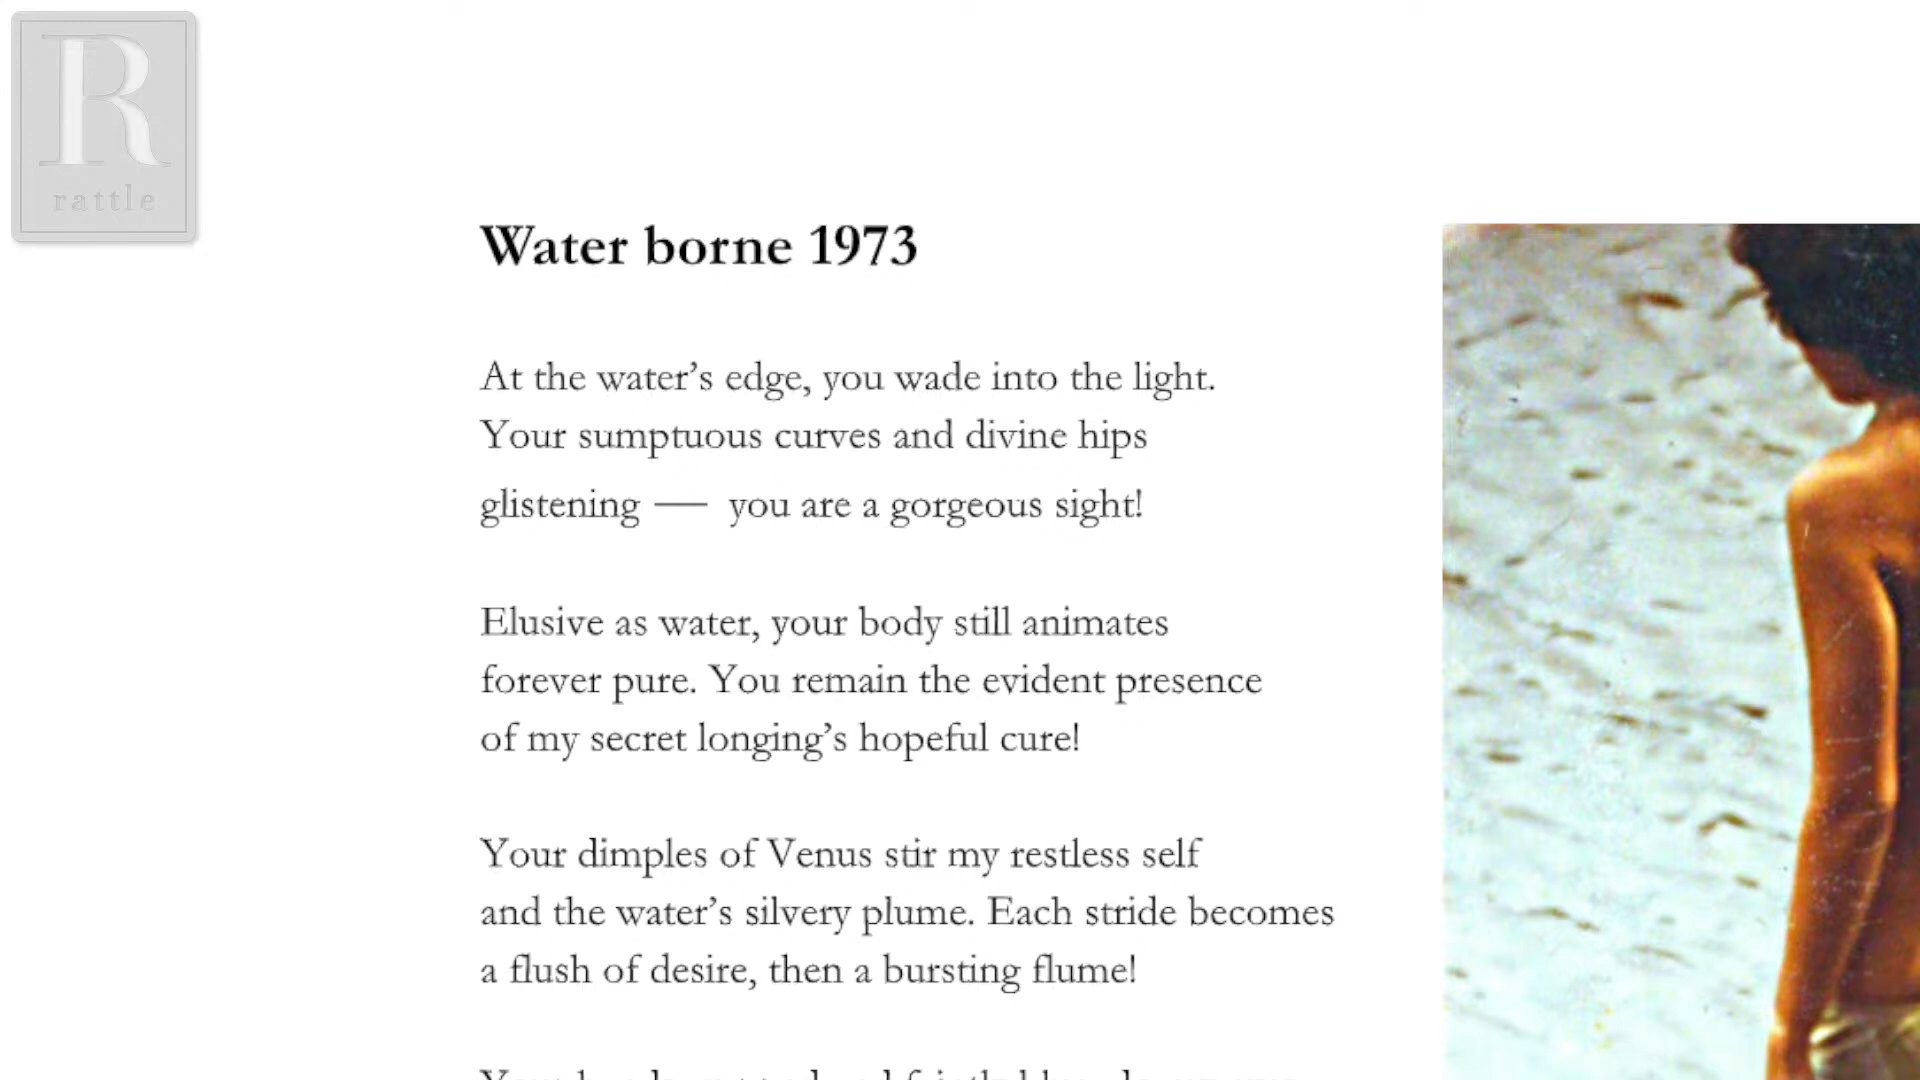 R
rattle
Water borne 1973
At the water’s edge, you wade into the light.
Your sumptuous curves and divine hips
glistening — you are a gorgeous sight!
Elusive as water, your body still animates
forever pure. You remain the evident presence
of my secret longing’s hopeful cure!
Your dimples of Venus stir my restless self
and the water’s silvery plume. Each stride becomes
a flush of desire, then a bursting flume!